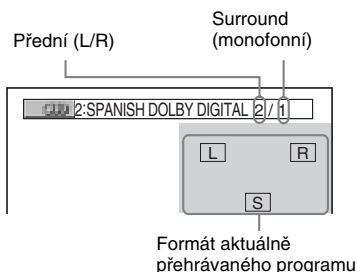 Surround
(monofonní)
Přední (L/R)
2:SPANISH DOLBY DIGITAL 2 / 1
L R
S
Formát aktuálně
přehrávaného programu